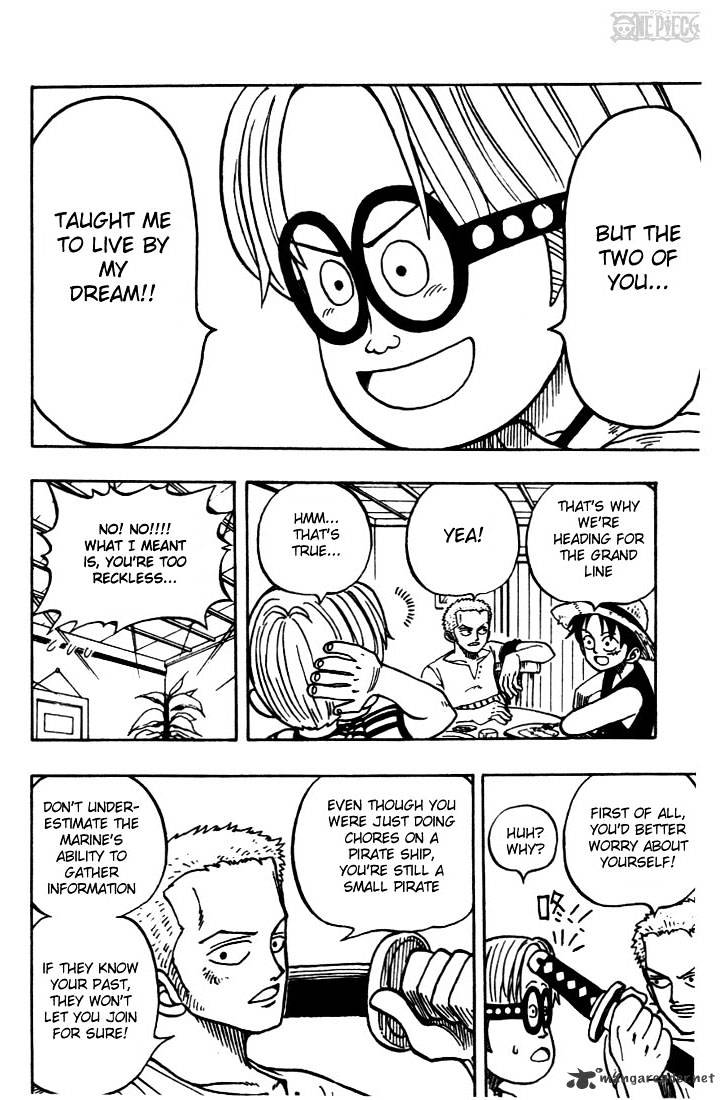 ONE PIECE
BUT THE
TWO OF
YOU...
TAUGHT ME
TO LIVE BY
MY
DREAM!!
THAT'S WHY
WE'RE
HEADING FOR
THE GRAND
LINE
YEA!
HMM...
THAT'S
TRUE...
NO! NO!!!!
WHAT I MEANT
IS, YOU'RE TOO
RECKLESS...
FIRST OF ALL,
YOU'D BETTER
WORRY ABOUT
YOURSELF!
HUH?
WHY?
EVEN THOUGH YOU
WERE JUST DOING
CHORES ON A
PIRATE SHIP,
YOU'RE STILL A
SMALL PIRATE
DON'T UNDER-
ESTIMATE THE
MARINE'S
ABILITY TO
GATHER
INFORMATION
IF THEY KNOW
YOUR PAST,
THEY WON'T
LET YOU JOIN
FOR SURE!
mangareader.net